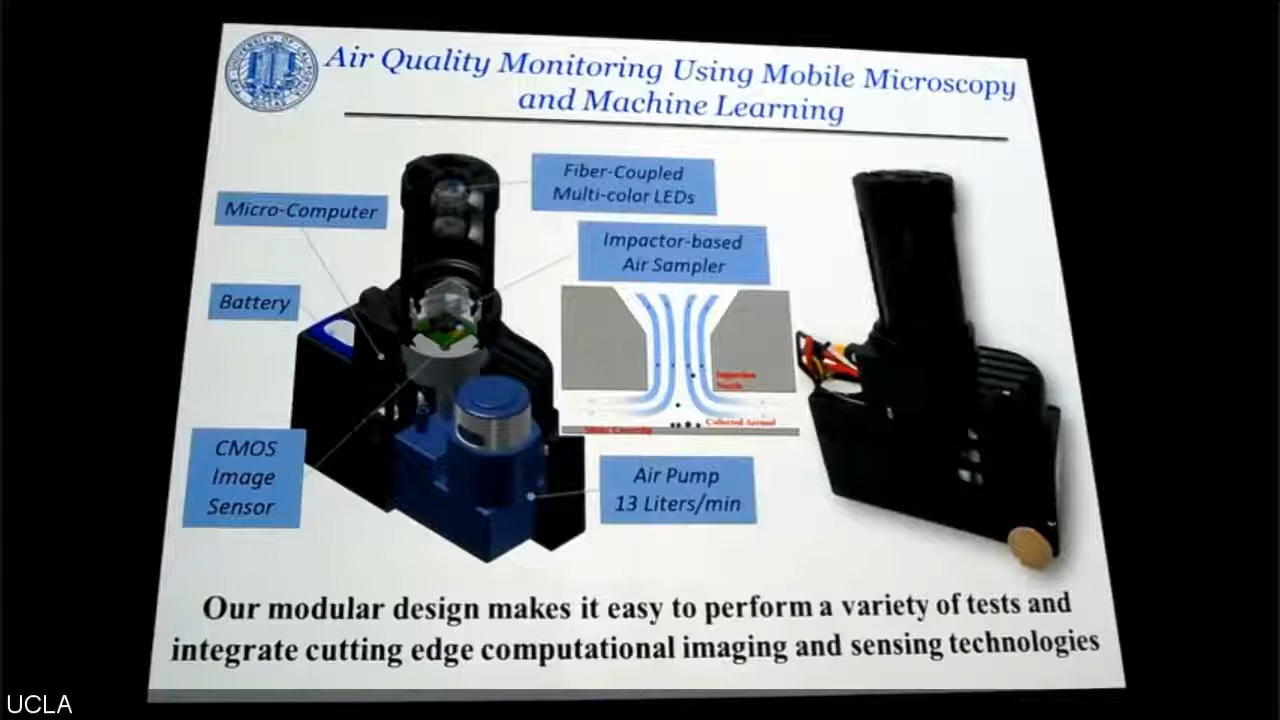 Air Quality Monitoring Using Mobile Microscopy
and Machine Learning
Fiber-Coupled
Multi-color LEDs
Micro-Computer
Impactor-based
Air Sampler
Battery
Collected Aerosol
CMOS
Image
Sensor
Air Pump
13 Liters/min
Our modular design makes it easy to perform a variety of tests and
integrate cutting edge computational imaging and sensing technologies
UCLA